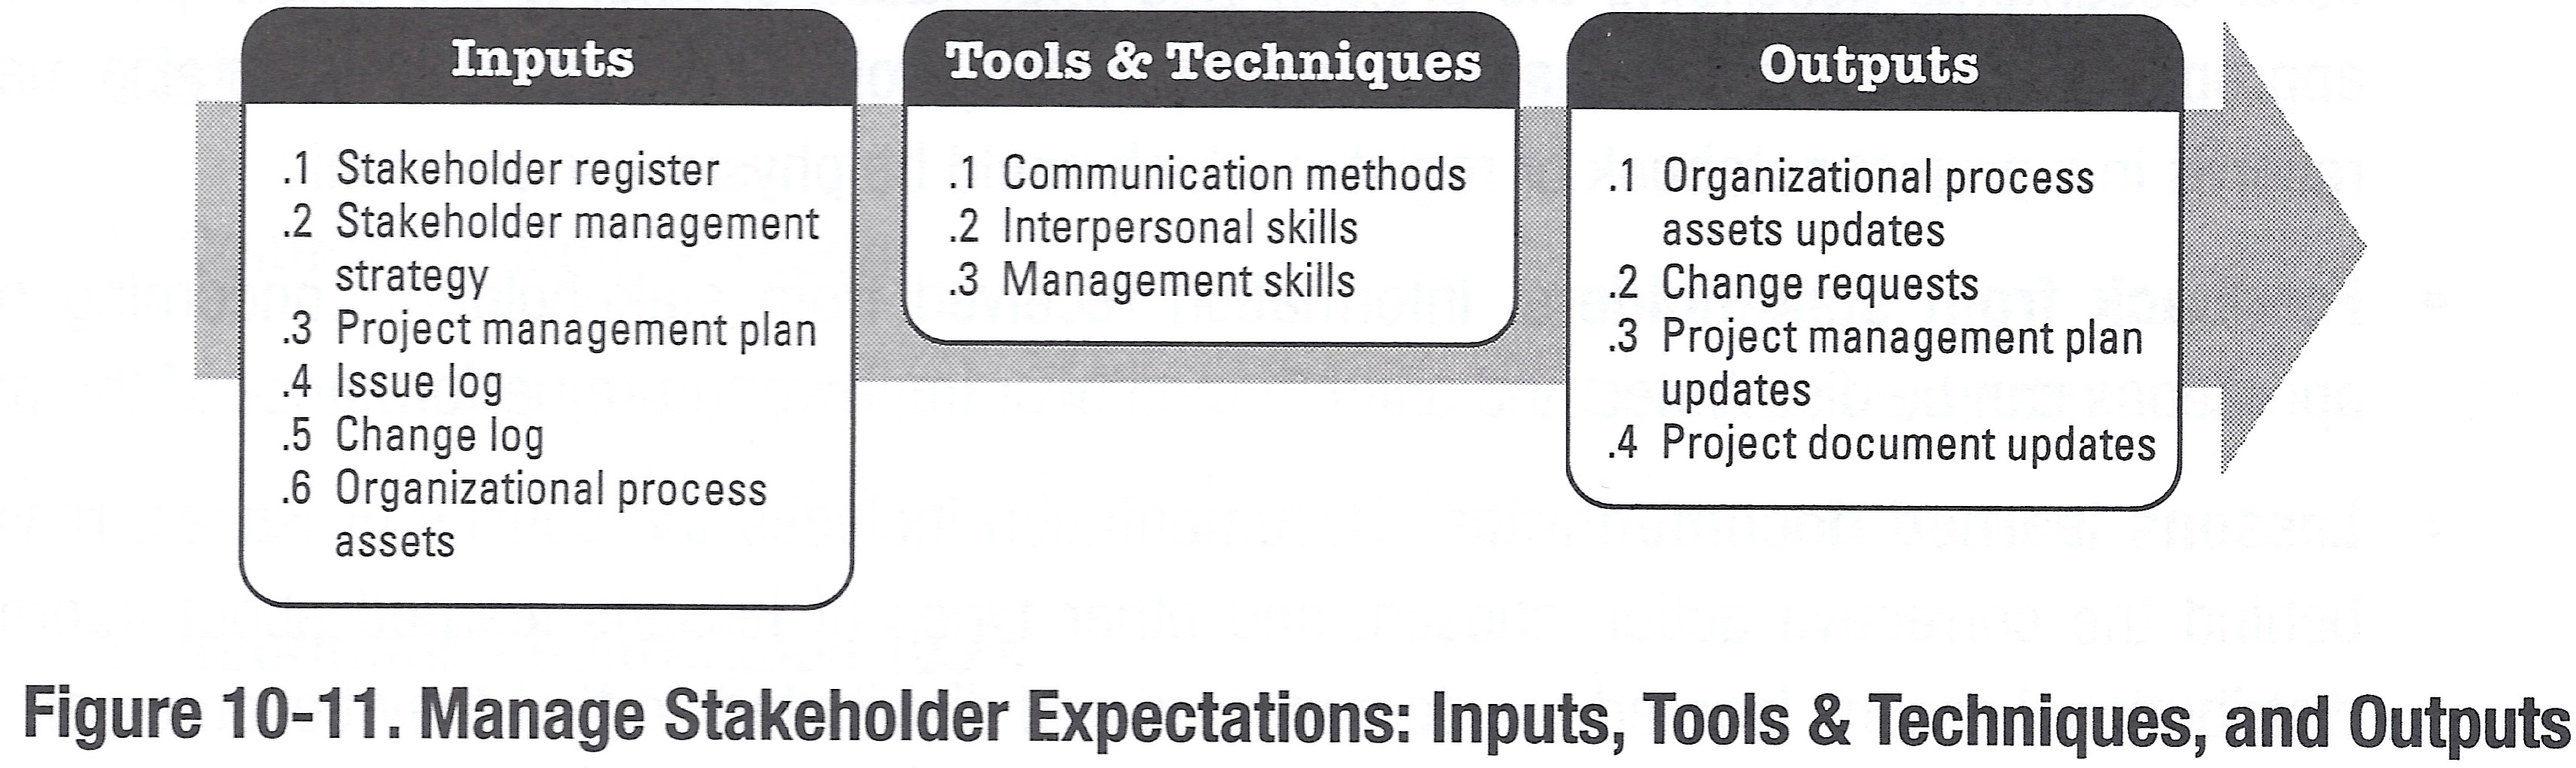 Inputs
.1 Stakeholder register
.2 Stakeholder management
strategy
.3 Project management plan
.4 Issue log
.5 Change log
.6 Organizational process
assets
Tools & Techniques
.1 Communication methods
.2 Interpersonal skills
.3 Management skills
Outputs
.1 Organizational process
assets updates
.2 Change requests
.3 Project management plan
updates
.4 Project document updates
Figure 10-11. Manage Stakeholder Expectations: Inputs, Tools & Techniques, and Outputs